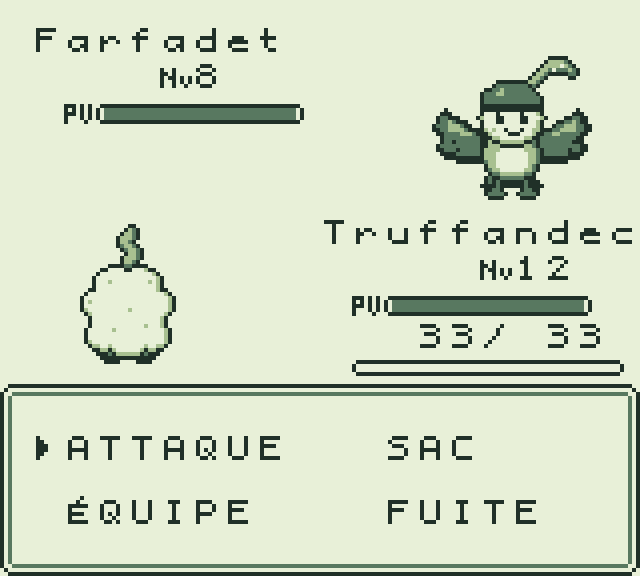 Farfadet
Nv8
PV
Truffandec
Nv12
PV
33/ 33
ATTAQUE SAC
ÉQUIPE FUITE